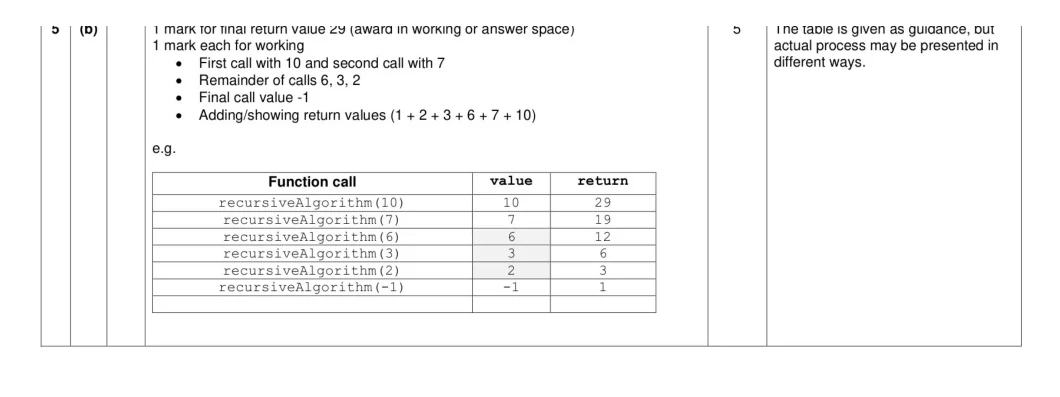 5 (b) 1 mark for final return value 29 (award in working or answer space) 5 The table is given as guidance, but
1 mark each for working actual process may be presented in
• First call with 10 and second call with 7 different ways.
• Remainder of calls 6, 3, 2
• Final call value -1
• Adding/showing return values (1 + 2 + 3 + 6 + 7 + 10)
e.g.
Function call value return
recursiveAlgorithm(10) 10 29
recursiveAlgorithm(7) 7 19
recursiveAlgorithm(6) 6 12
recursiveAlgorithm(3) 3 6
recursiveAlgorithm(2) 2 3
recursiveAlgorithm(-1) -1 1